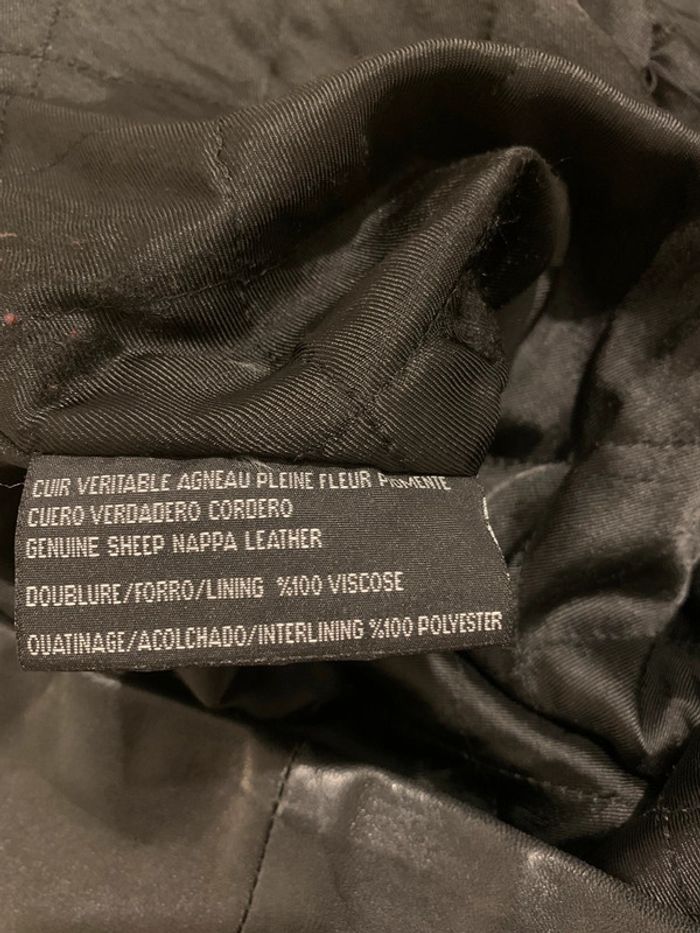 CUIR VERITABLE AGNEAU PLEINE FLEUR PIGMENTE
CUERO VERDADERO CORDERO
GENUINE SHEEP NAPPA LEATHER
DOUBLURE/FORRO/LINING %100 VISCOSE
OUATINAGE/ACOLCHADO/INTERLINING %100 POLYESTER